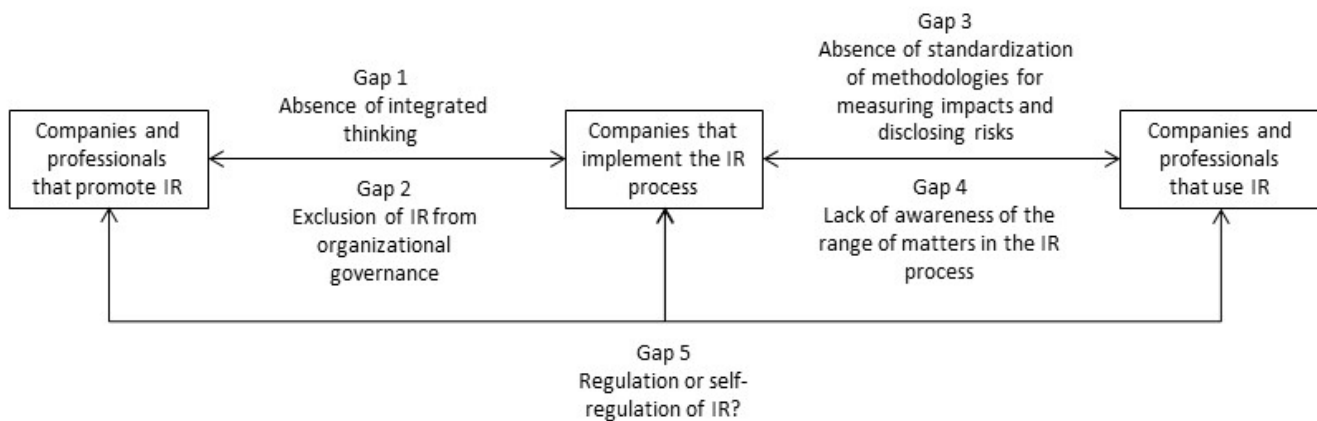 Gap 1
Absence of integrated
thinking
Gap 3
Absence of standardization
of methodologies for
measuring impacts and
disclosing risks
Companies and
professionals
that promote IR
Companies that
implement the IR
process
Companies and
professionals
that use IR
Gap 2
Exclusion of IR from
organizational
governance
Gap 4
Lack of awareness of the
range of matters in the IR
process
Gap 5
Regulation or self-
regulation of IR?